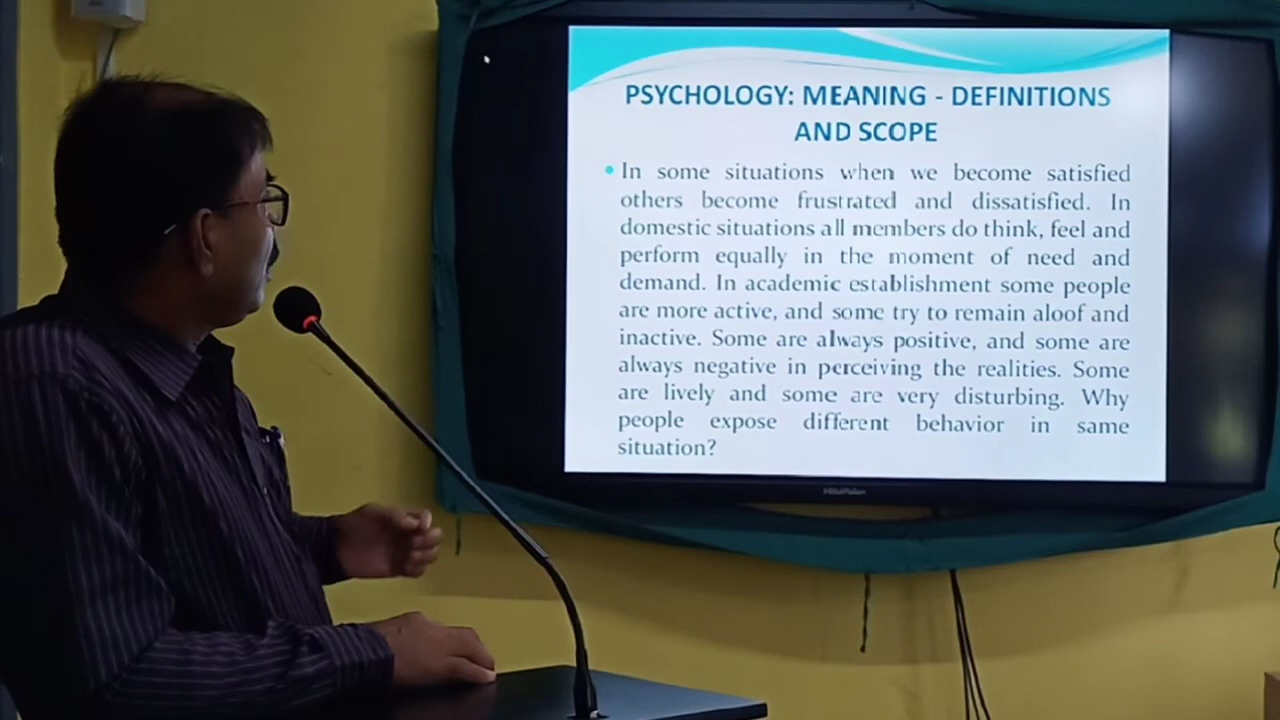 PSYCHOLOGY: MEANING - DEFINITIONS
AND SCOPE
• In some situations when we become satisfied
others become frustrated and dissatisfied. In
domestic situations all members do think, feel and
perform equally in the moment of need and
demand. In academic establishment some people
are more active, and some try to remain aloof and
inactive. Some are always positive, and some are
always negative in perceiving the realities. Some
are lively and some are very disturbing. Why
people expose different behavior in same
situation?